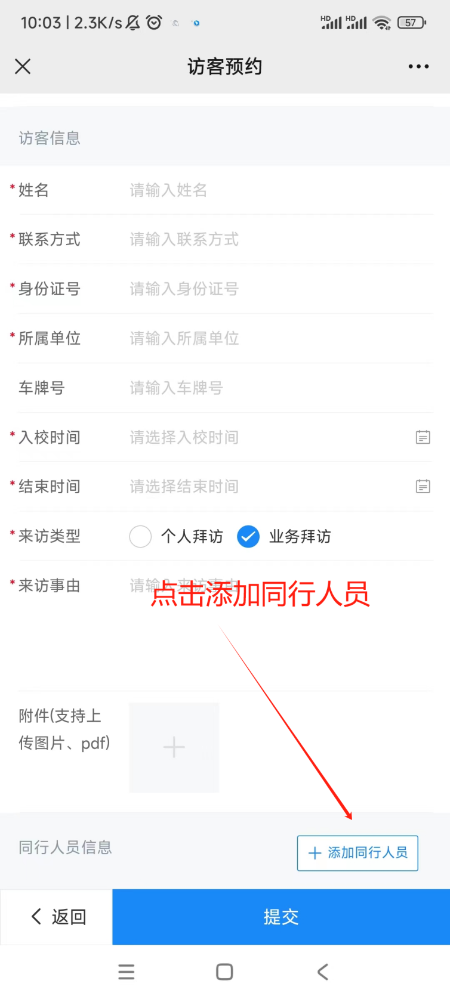 10:03 | 2.3K/s HD HD 57
访客预约
访客信息
* 姓名 请输入姓名
* 联系方式 请输入联系方式
* 身份证号 请输入身份证号
* 所属单位 请输入所属单位
车牌号 请输入车牌号
* 入校时间 请选择入校时间
* 结束时间 请选择结束时间
* 来访类型 个人拜访 业务拜访
* 来访事由 请输入来访事由
点击添加同行人员
附件(支持上
传图片、pdf)
同行人员信息 添加同行人员
返回 提交